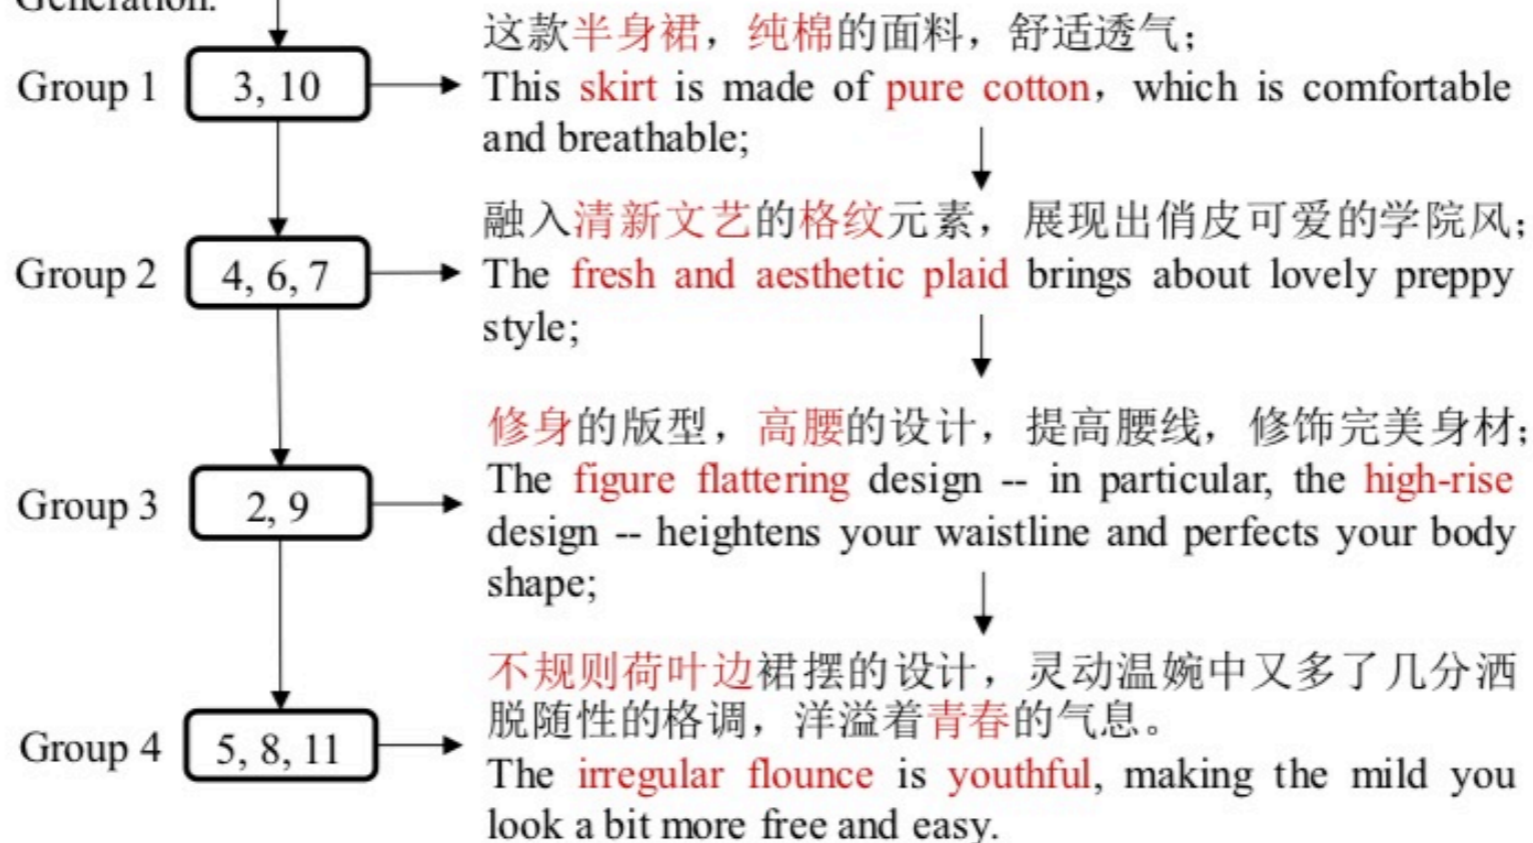 Generation:
这款半身裙，纯棉的面料，舒适透气；
Group 1
3, 10
This skirt is made of pure cotton，which is comfortable
and breathable;
融入清新文艺的格纹元素，展现出俏皮可爱的学院风；
Group 2
4, 6, 7
The fresh and aesthetic plaid brings about lovely preppy
style;
修身的版型，高腰的设计，提高腰线，修饰完美身材；
Group 3
2, 9
The figure flattering design -- in particular, the high-rise
design -- heightens your waistline and perfects your body
shape;
不规则荷叶边裙摆的设计，灵动温婉中又多了几分洒
脱随性的格调，洋溢着青春的气息。
Group 4
5, 8, 11
The irregular flounce is youthful, making the mild you
look a bit more free and easy.